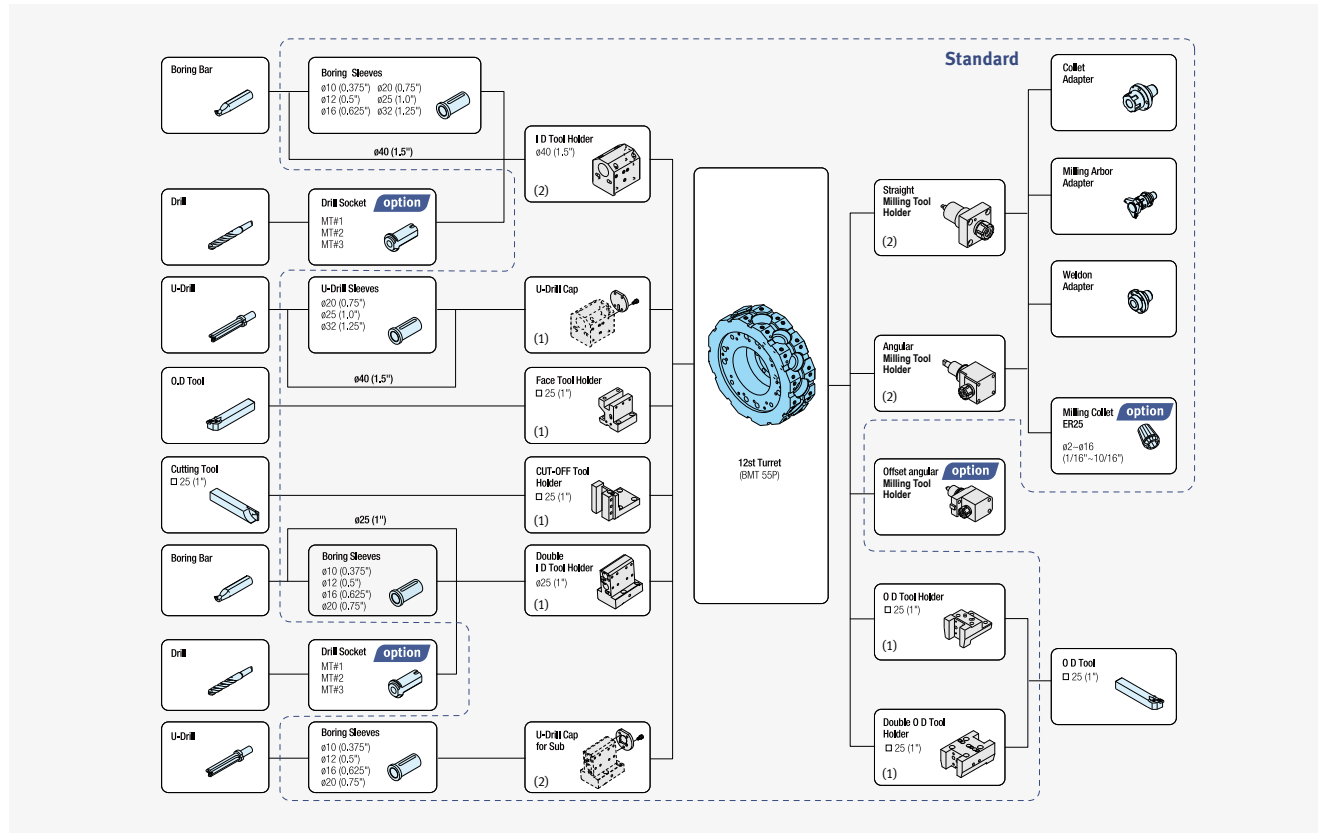 Standard
Boring Bar
Boring Sleeves
ø10 (0.375") ø20 (0.75")
ø12 (0.5") ø25 (1.0")
ø16 (0.625") ø32 (1.25")
ø40 (1.5")
Drill
Drill Socket
option
MT#1
MT#2
MT#3
I D Tool Holder
ø40 (1.5")
(2)
U-Drill
U-Drill Sleeves
ø20 (0.75")
ø25 (1.0")
ø32 (1.25")
ø40 (1.5")
U-Drill Cap
(1)
O.D Tool
Face Tool Holder
□ 25 (1")
(1)
Cutting Tool
□ 25 (1")
CUT-OFF Tool
Holder
□ 25 (1")
(1)
ø25 (1")
Boring Bar
Boring Sleeves
ø10 (0.375")
ø12 (0.5")
ø16 (0.625")
ø20 (0.75")
Double
I D Tool Holder
ø25 (1")
(1)
Drill
Drill Socket
option
MT#1
MT#2
MT#3
U-Drill
Boring Sleeves
ø10 (0.375")
ø12 (0.5")
ø16 (0.625")
ø20 (0.75")
U-Drill Cap
for Sub
(2)
12st Turret
(BMT 55P)
Straight
Milling Tool
Holder
(2)
Angular
Milling Tool
Holder
(2)
Offset angular
Milling Tool
Holder
option
O D Tool Holder
□ 25 (1")
(1)
Double O D Tool
Holder
□ 25 (1")
(1)
Collet
Adapter
Milling Arbor
Adapter
Weldon
Adapter
Milling Collet
ER25
option
ø2~ø16
(1/16"~10/16")
O D Tool
□ 25 (1")